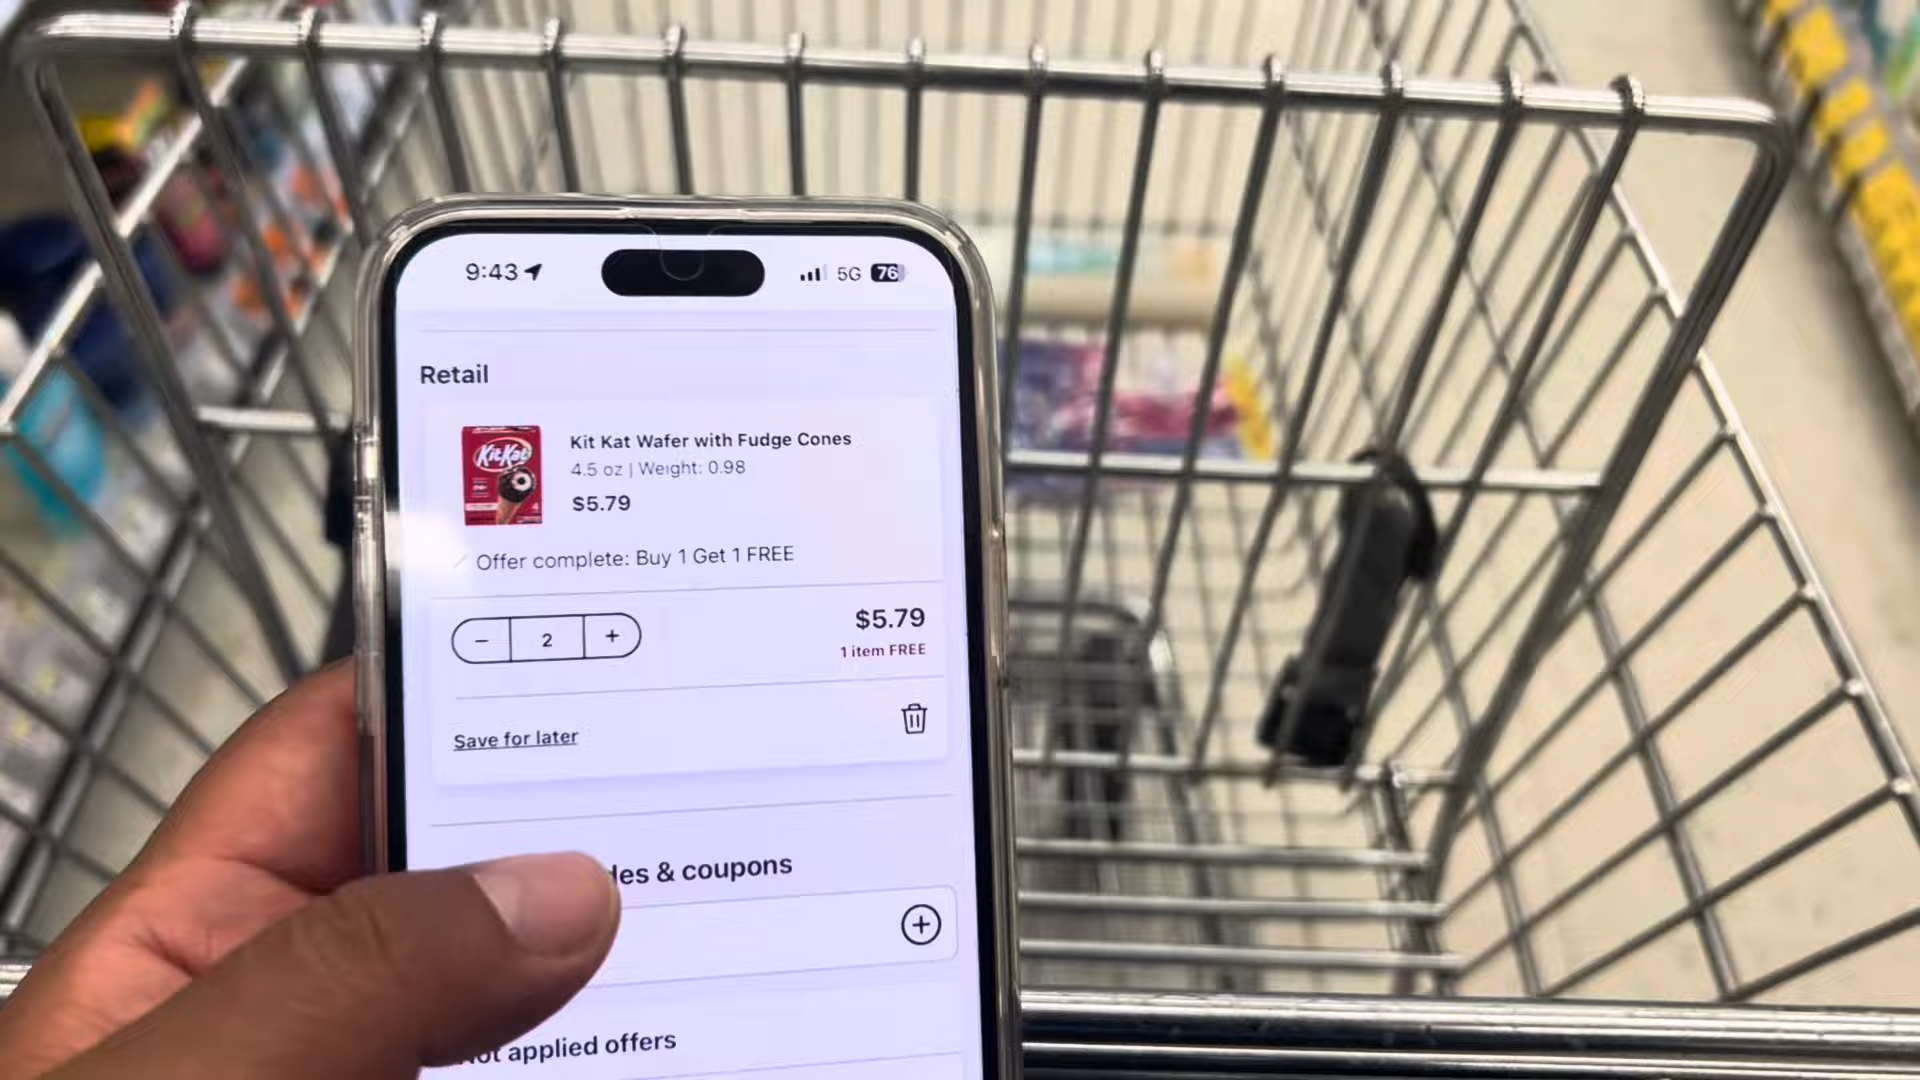 9:43 5G 76
Retail
KitKat
Kit Kat Wafer with Fudge Cones
4.5 oz | Weight: 0.98
$5.79
Offer complete: Buy 1 Get 1 FREE
− 2 + $5.79
1 item FREE
Save for later
& coupons
applied offers